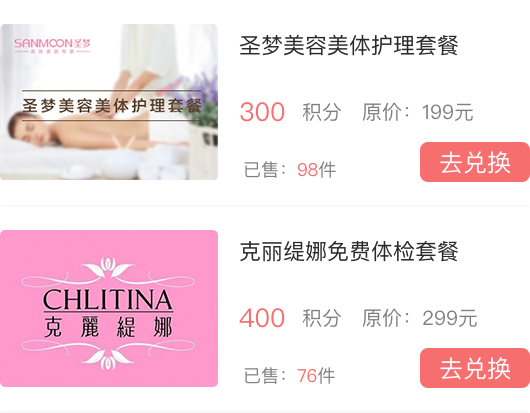 SANMOON圣梦
圣梦美容美体护理套餐
圣梦美容美体护理套餐
300 积分 原价：199元
已售：98件
去兑换
CHLITINA
克麗緹娜
克丽缇娜免费体检套餐
400 积分 原价：299元
已售：76件
去兑换